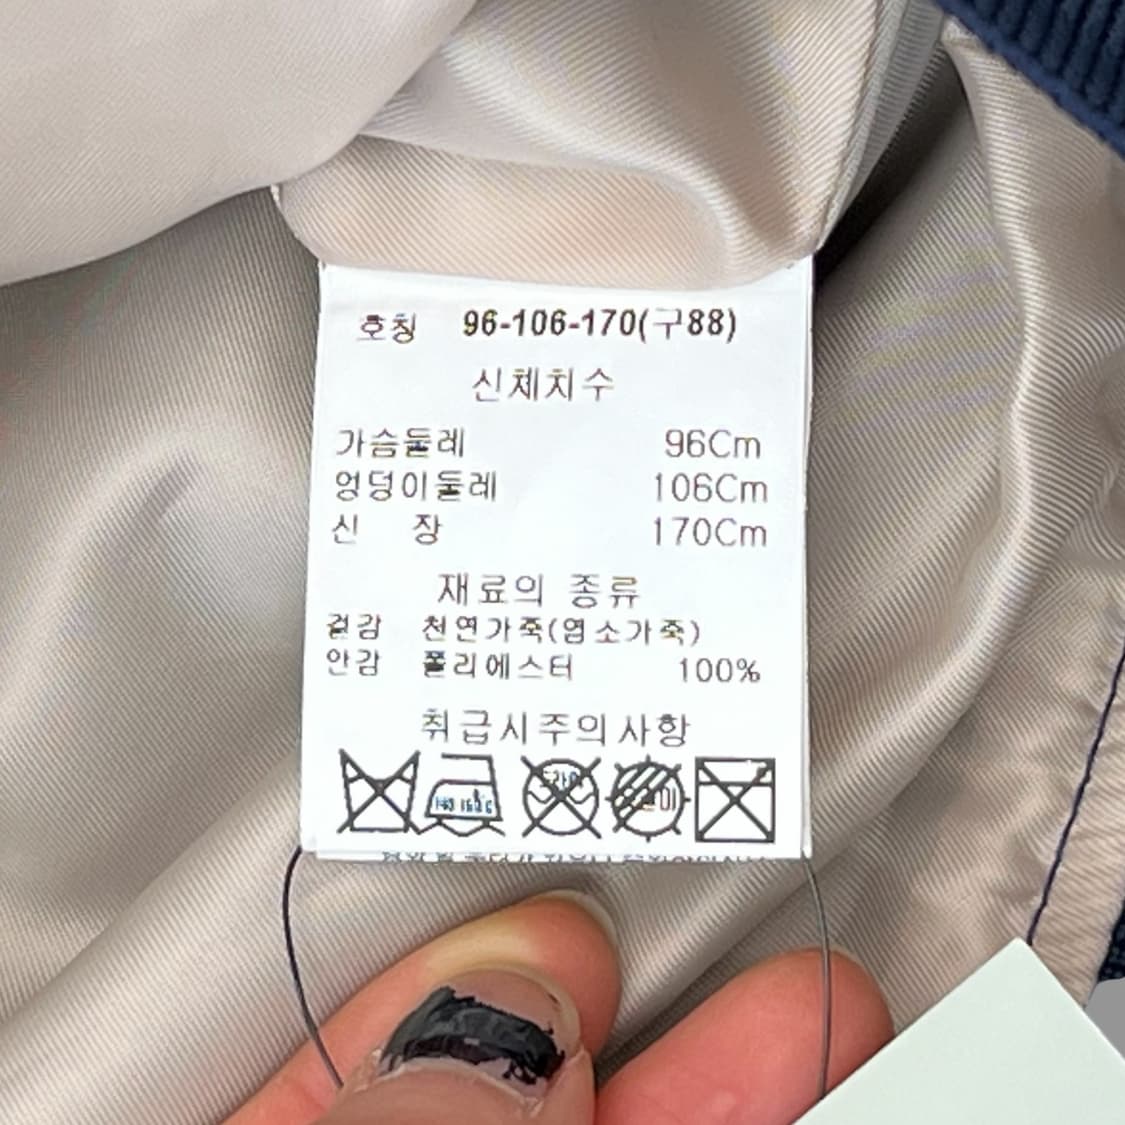 호칭 96-106-170(구88)
신체치수
가슴둘레 96Cm
엉덩이둘레 106Cm
신 장 170Cm
재료의 종류
겉감 천연가죽(염소가죽)
안감 폴리에스터 100%
취급시주의사항